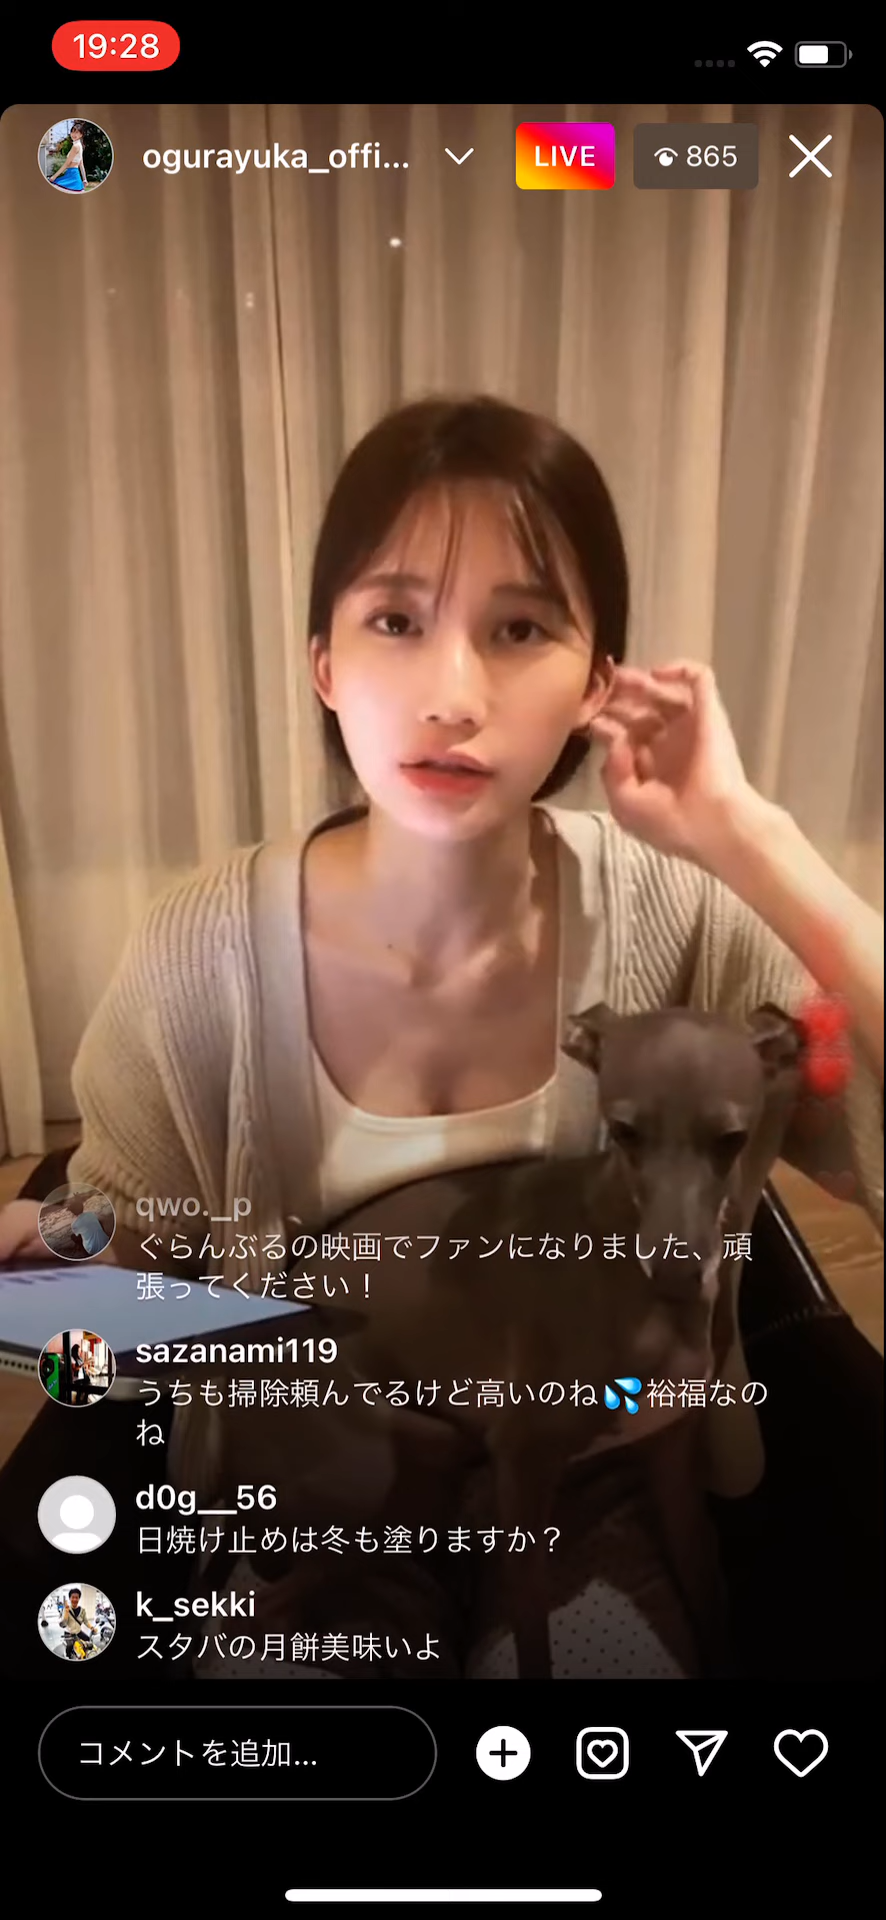 19:28
ogurayuka_offi...
LIVE
865
qwo._p
ぐらんぶるの映画でファンになりました、頑
張ってください！
sazanami119
うちも掃除頼んでるけど高いのね💦裕福なの
ね
d0g__56
日焼け止めは冬も塗りますか？
k_sekki
スタバの月餅美味いよ
コメントを追加...